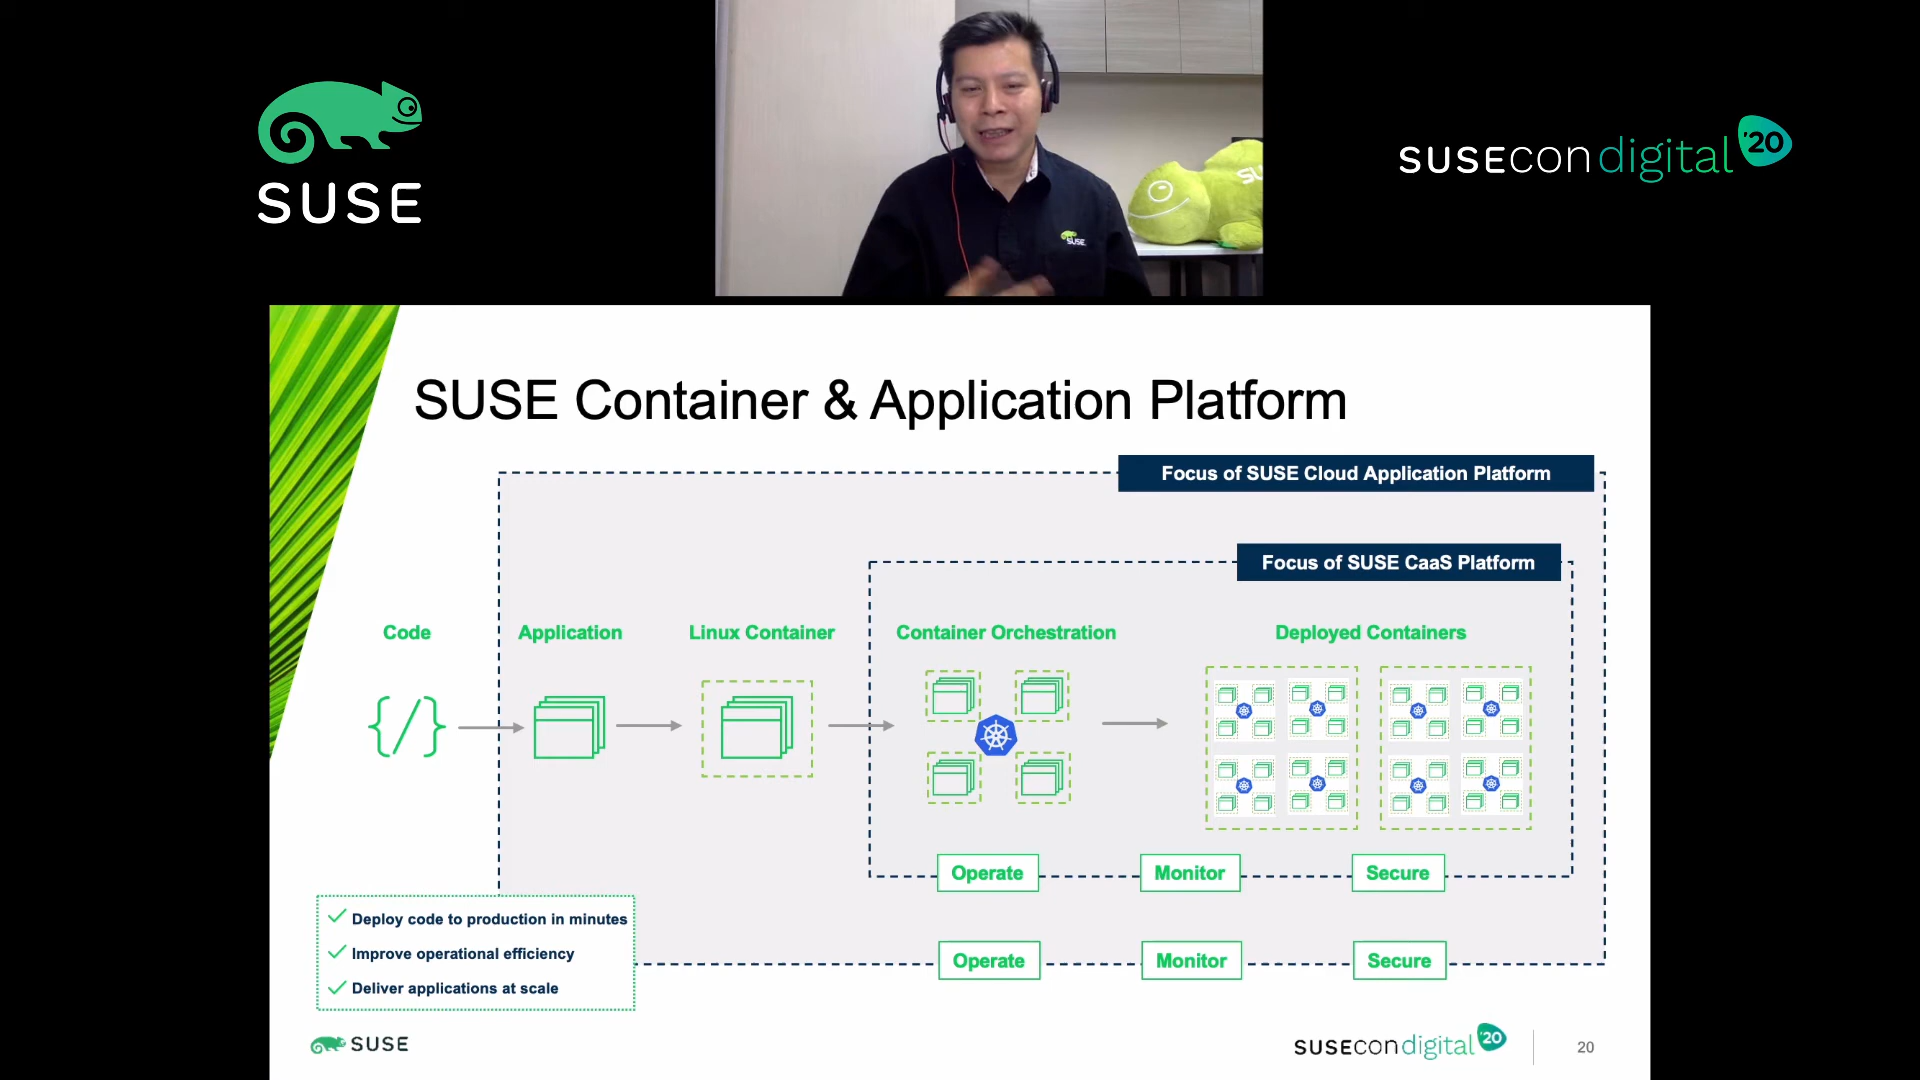 SUSE
SUSE
SU
SUSECON digital '20
SUSE Container & Application Platform
Focus of SUSE Cloud Application Platform
Focus of SUSE CaaS Platform
Code
Application
Linux Container
Container Orchestration
Deployed Containers
{/}
Operate
Monitor
Secure
Deploy code to production in minutes
Improve operational efficiency
Deliver applications at scale
Operate
Monitor
Secure
SUSE
SUSECON digital '20
20